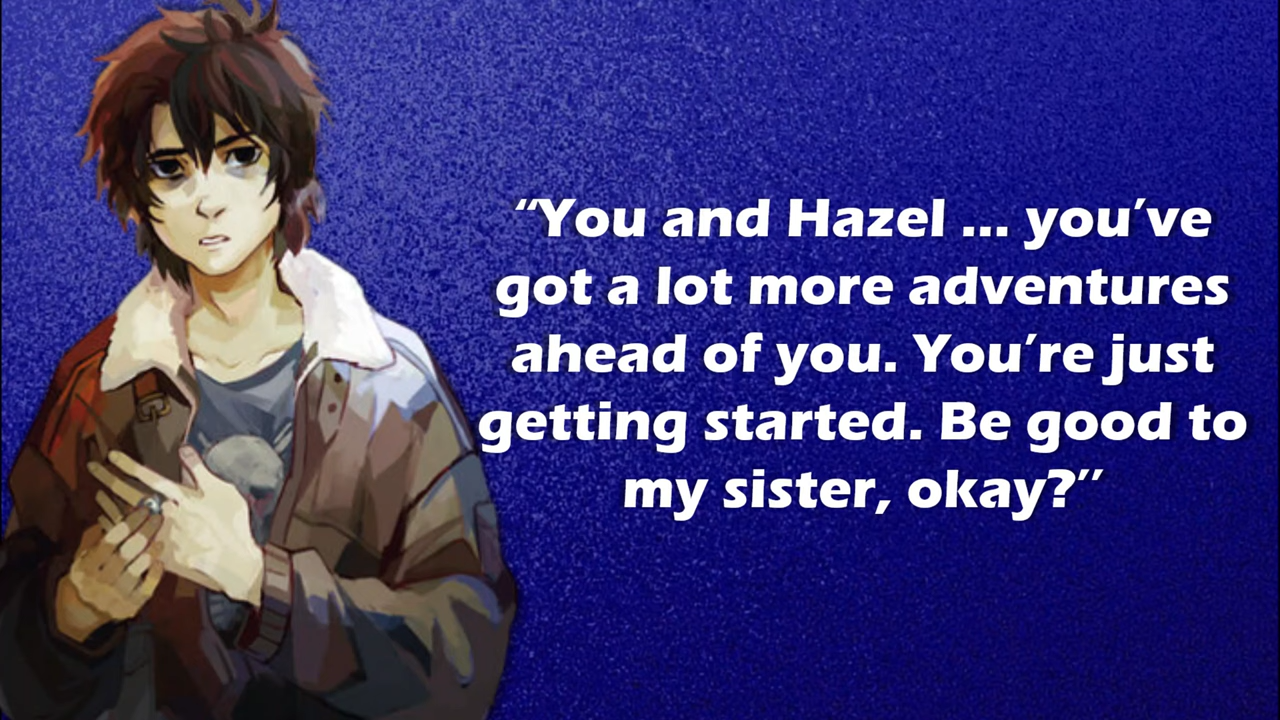 “You and Hazel ... you’ve
got a lot more adventures
ahead of you. You’re just
getting started. Be good to
my sister, okay?”